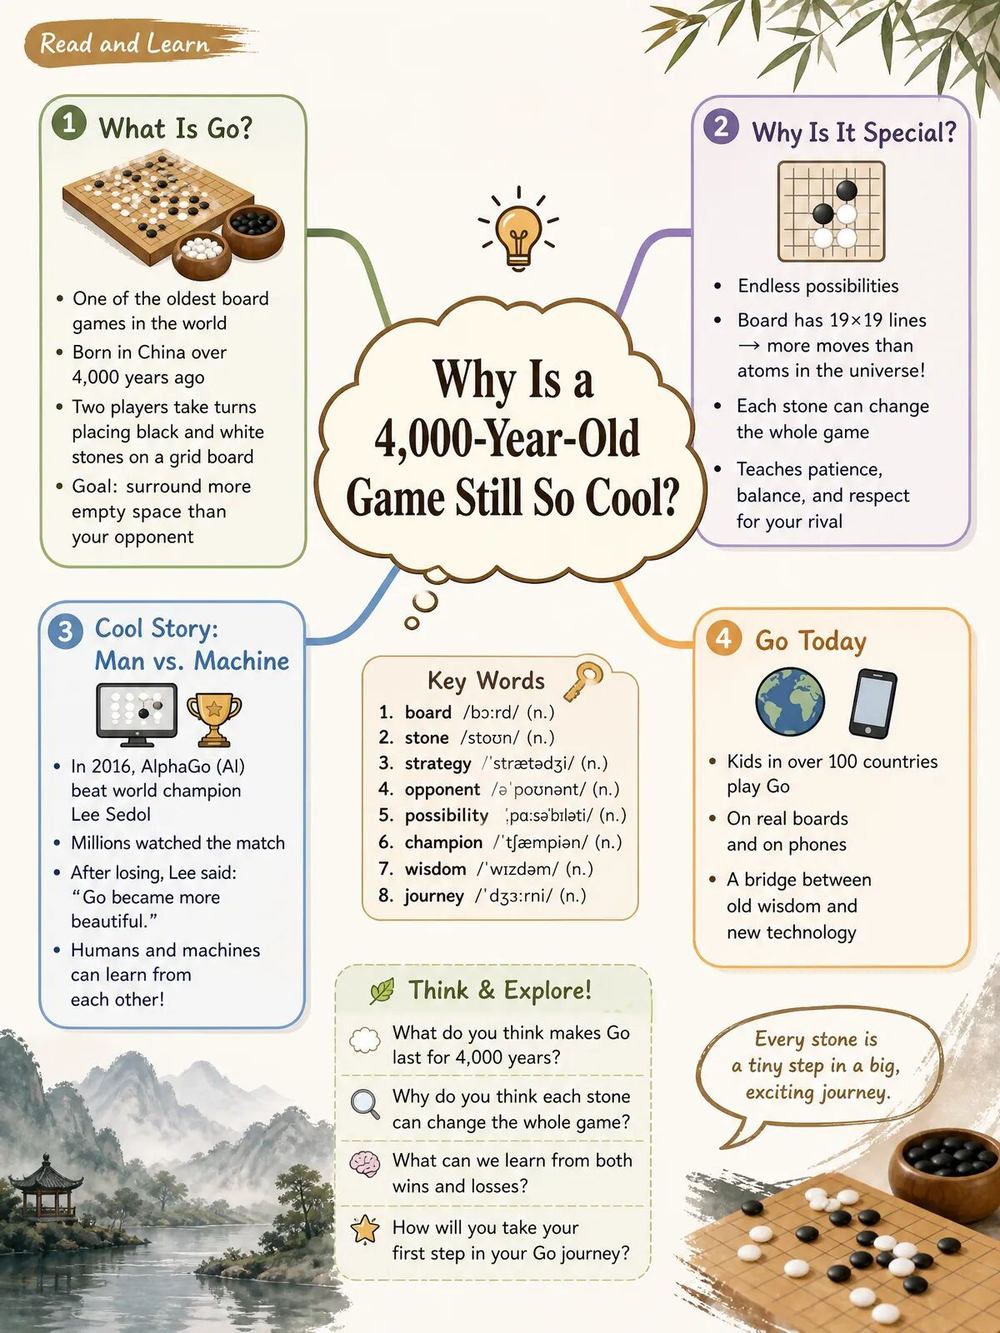 Read and Learn
1 What Is Go?
• One of the oldest board
games in the world
• Born in China over
4,000 years ago
• Two players take turns
placing black and white
stones on a grid board
• Goal: surround more
empty space than
your opponent
2 Why Is It Special?
• Endless possibilities
• Board has 19×19 lines
→ more moves than
atoms in the universe!
• Each stone can change
the whole game
• Teaches patience,
balance, and respect
for your rival
Why Is a
4,000-Year-Old
Game Still So Cool?
3 Cool Story:
Man vs. Machine
• In 2016, AlphaGo (AI)
beat world champion
Lee Sedol
• Millions watched the match
• After losing, Lee said:
“Go became more
beautiful.”
• Humans and machines
can learn from
each other!
Key Words
1. board /bɔ:rd/ (n.)
2. stone /stoʊn/ (n.)
3. strategy /ˈstrætədʒi/ (n.)
4. opponent /əˈpoʊnənt/ (n.)
5. possibility ˌpɑ:səˈbɪləti/ (n.)
6. champion /ˈtʃæmpiən/ (n.)
7. wisdom /ˈwɪzdəm/ (n.)
8. journey /ˈdʒɜ:rni/ (n.)
4 Go Today
• Kids in over 100 countries
play Go
• On real boards
and on phones
• A bridge between
old wisdom and
new technology
Think & Explore!
What do you think makes Go
last for 4,000 years?
Why do you think each stone
can change the whole game?
What can we learn from both
wins and losses?
How will you take your
first step in your Go journey?
Every stone is
a tiny step in a big,
exciting journey.